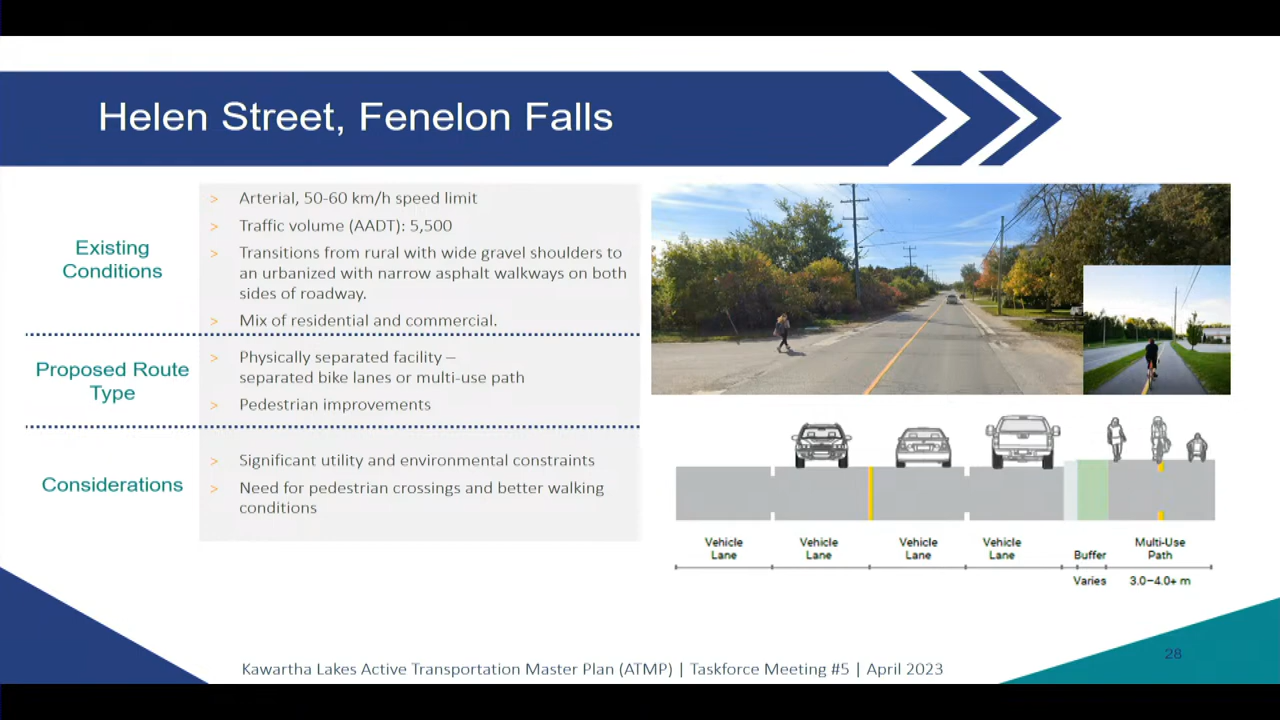 Helen Street, Fenelon Falls
Existing
Conditions
> Arterial, 50-60 km/h speed limit
> Traffic volume (AADT): 5,500
> Transitions from rural with wide gravel shoulders to
an urbanized with narrow asphalt walkways on both
sides of roadway.
> Mix of residential and commercial.
Proposed Route
Type
> Physically separated facility –
separated bike lanes or multi-use path
> Pedestrian improvements
Considerations
> Significant utility and environmental constraints
> Need for pedestrian crossings and better walking
conditions
Vehicle
Lane
Vehicle
Lane
Vehicle
Lane
Vehicle
Lane
Buffer
Multi-Use
Path
Varies
3.0–4.0+ m
28
Kawartha Lakes Active Transportation Master Plan (ATMP) | Taskforce Meeting #5 | April 2023